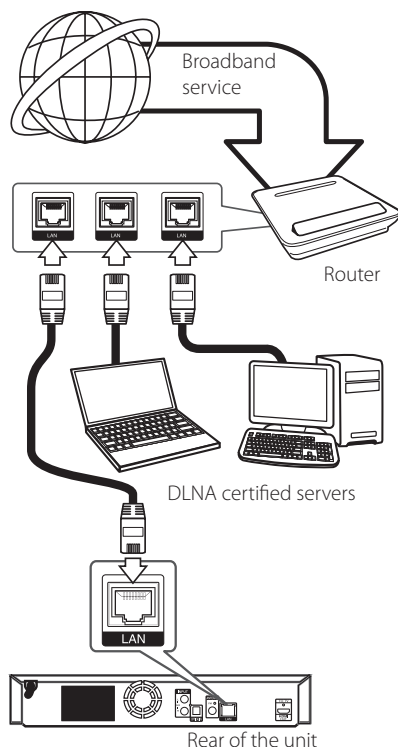 Broadband
service
LAN
LAN
LAN
Router
DLNA certified servers
LAN
Rear of the unit